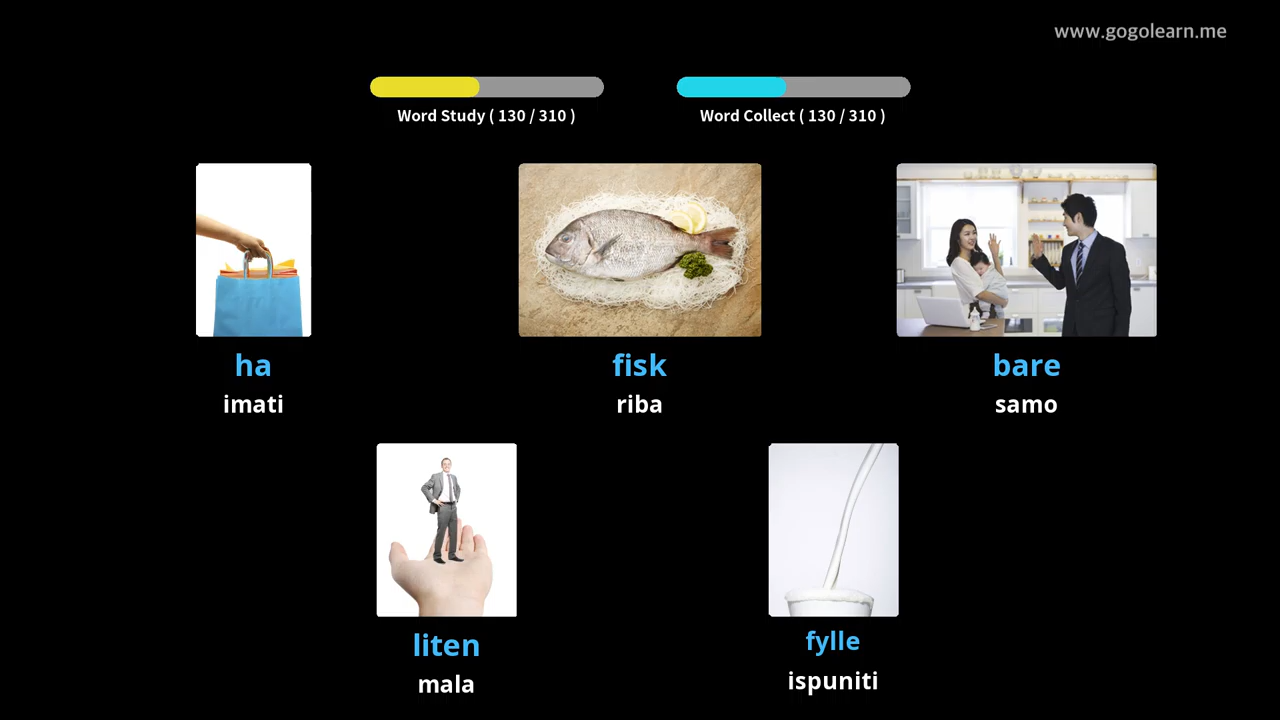 www.gogolearn.me
Word Study ( 130 / 310 )
Word Collect ( 130 / 310 )
ha
imati
fisk
riba
bare
samo
liten
mala
fylle
ispuniti